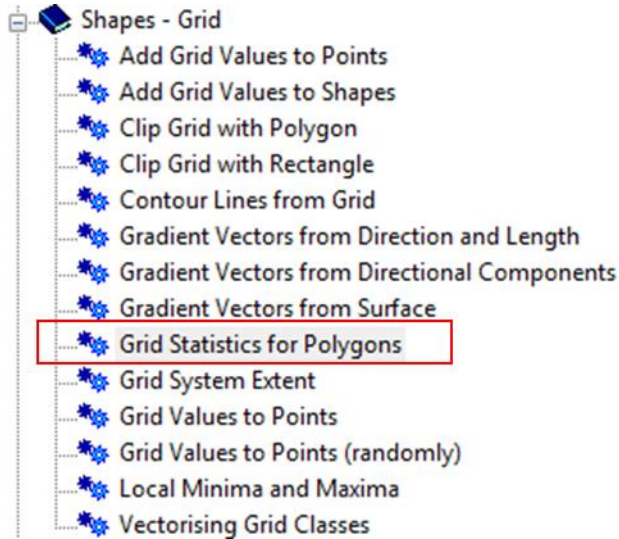 Shapes - Grid
Add Grid Values to Points
Add Grid Values to Shapes
Clip Grid with Polygon
Clip Grid with Rectangle
Contour Lines from Grid
Gradient Vectors from Direction and Length
Gradient Vectors from Directional Components
Gradient Vectors from Surface
Grid Statistics for Polygons
Grid System Extent
Grid Values to Points
Grid Values to Points (randomly)
Local Minima and Maxima
Vectorising Grid Classes